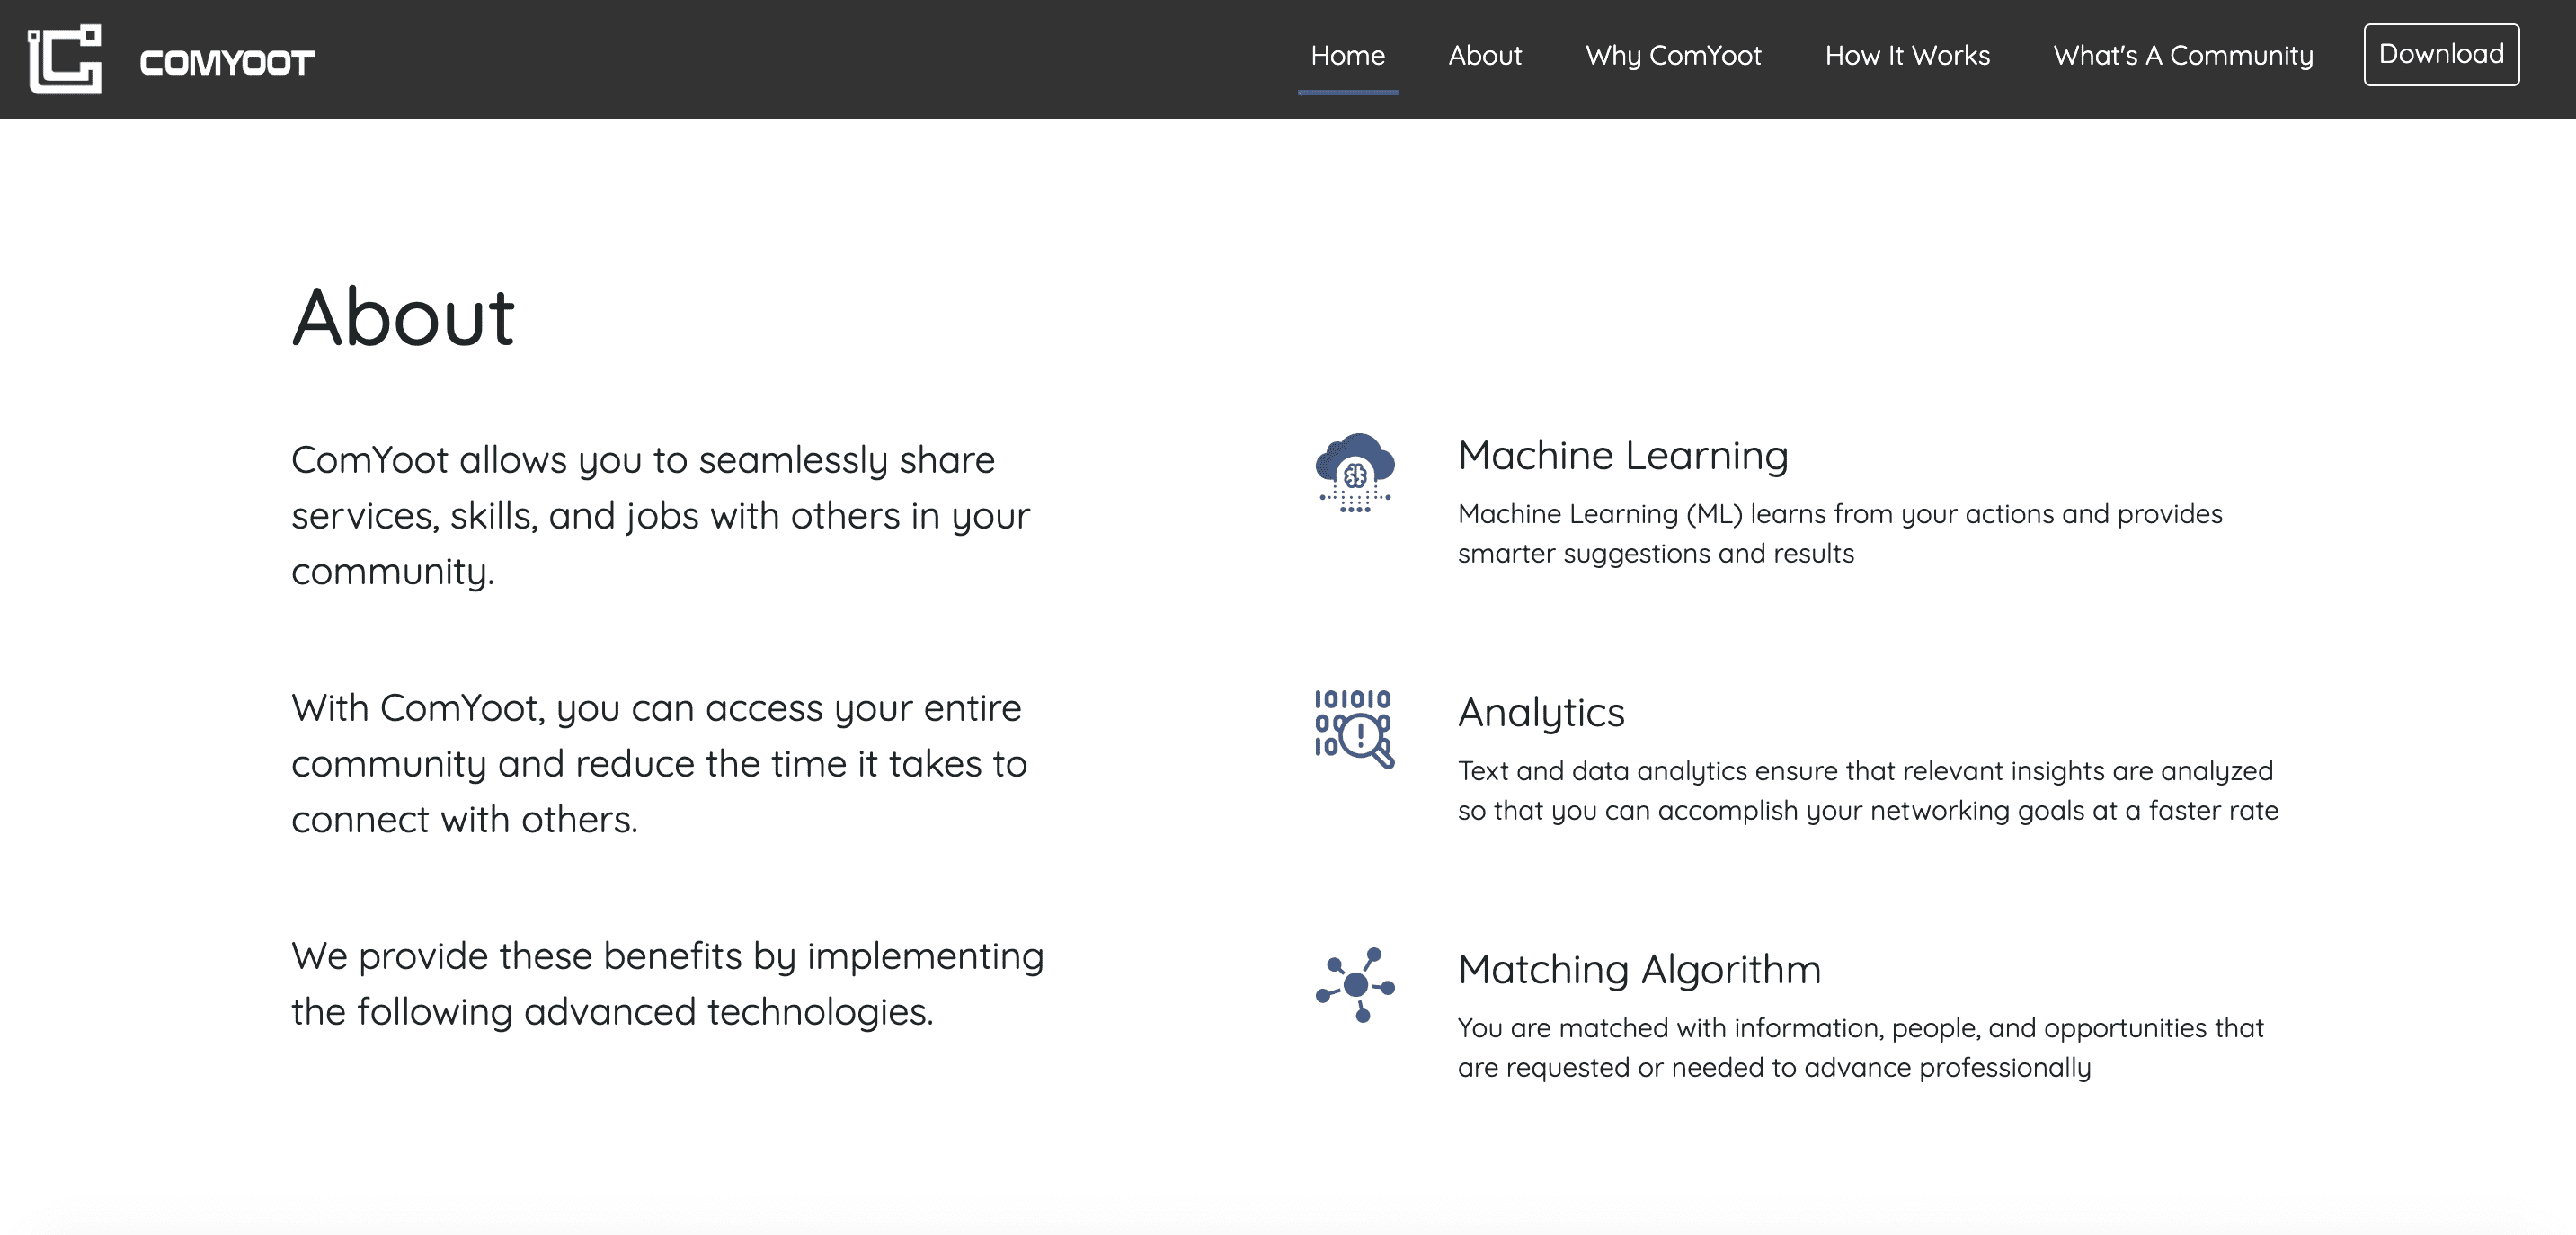 COMYOOT
Home
About
Why ComYoot
How It Works
What's A Community
Download
About
ComYoot allows you to seamlessly share
services, skills, and jobs with others in your
community.
With ComYoot, you can access your entire
community and reduce the time it takes to
connect with others.
We provide these benefits by implementing
the following advanced technologies.
Machine Learning
Machine Learning (ML) learns from your actions and provides
smarter suggestions and results
101010
00 0
10 0
Analytics
Text and data analytics ensure that relevant insights are analyzed
so that you can accomplish your networking goals at a faster rate
Matching Algorithm
You are matched with information, people, and opportunities that
are requested or needed to advance professionally